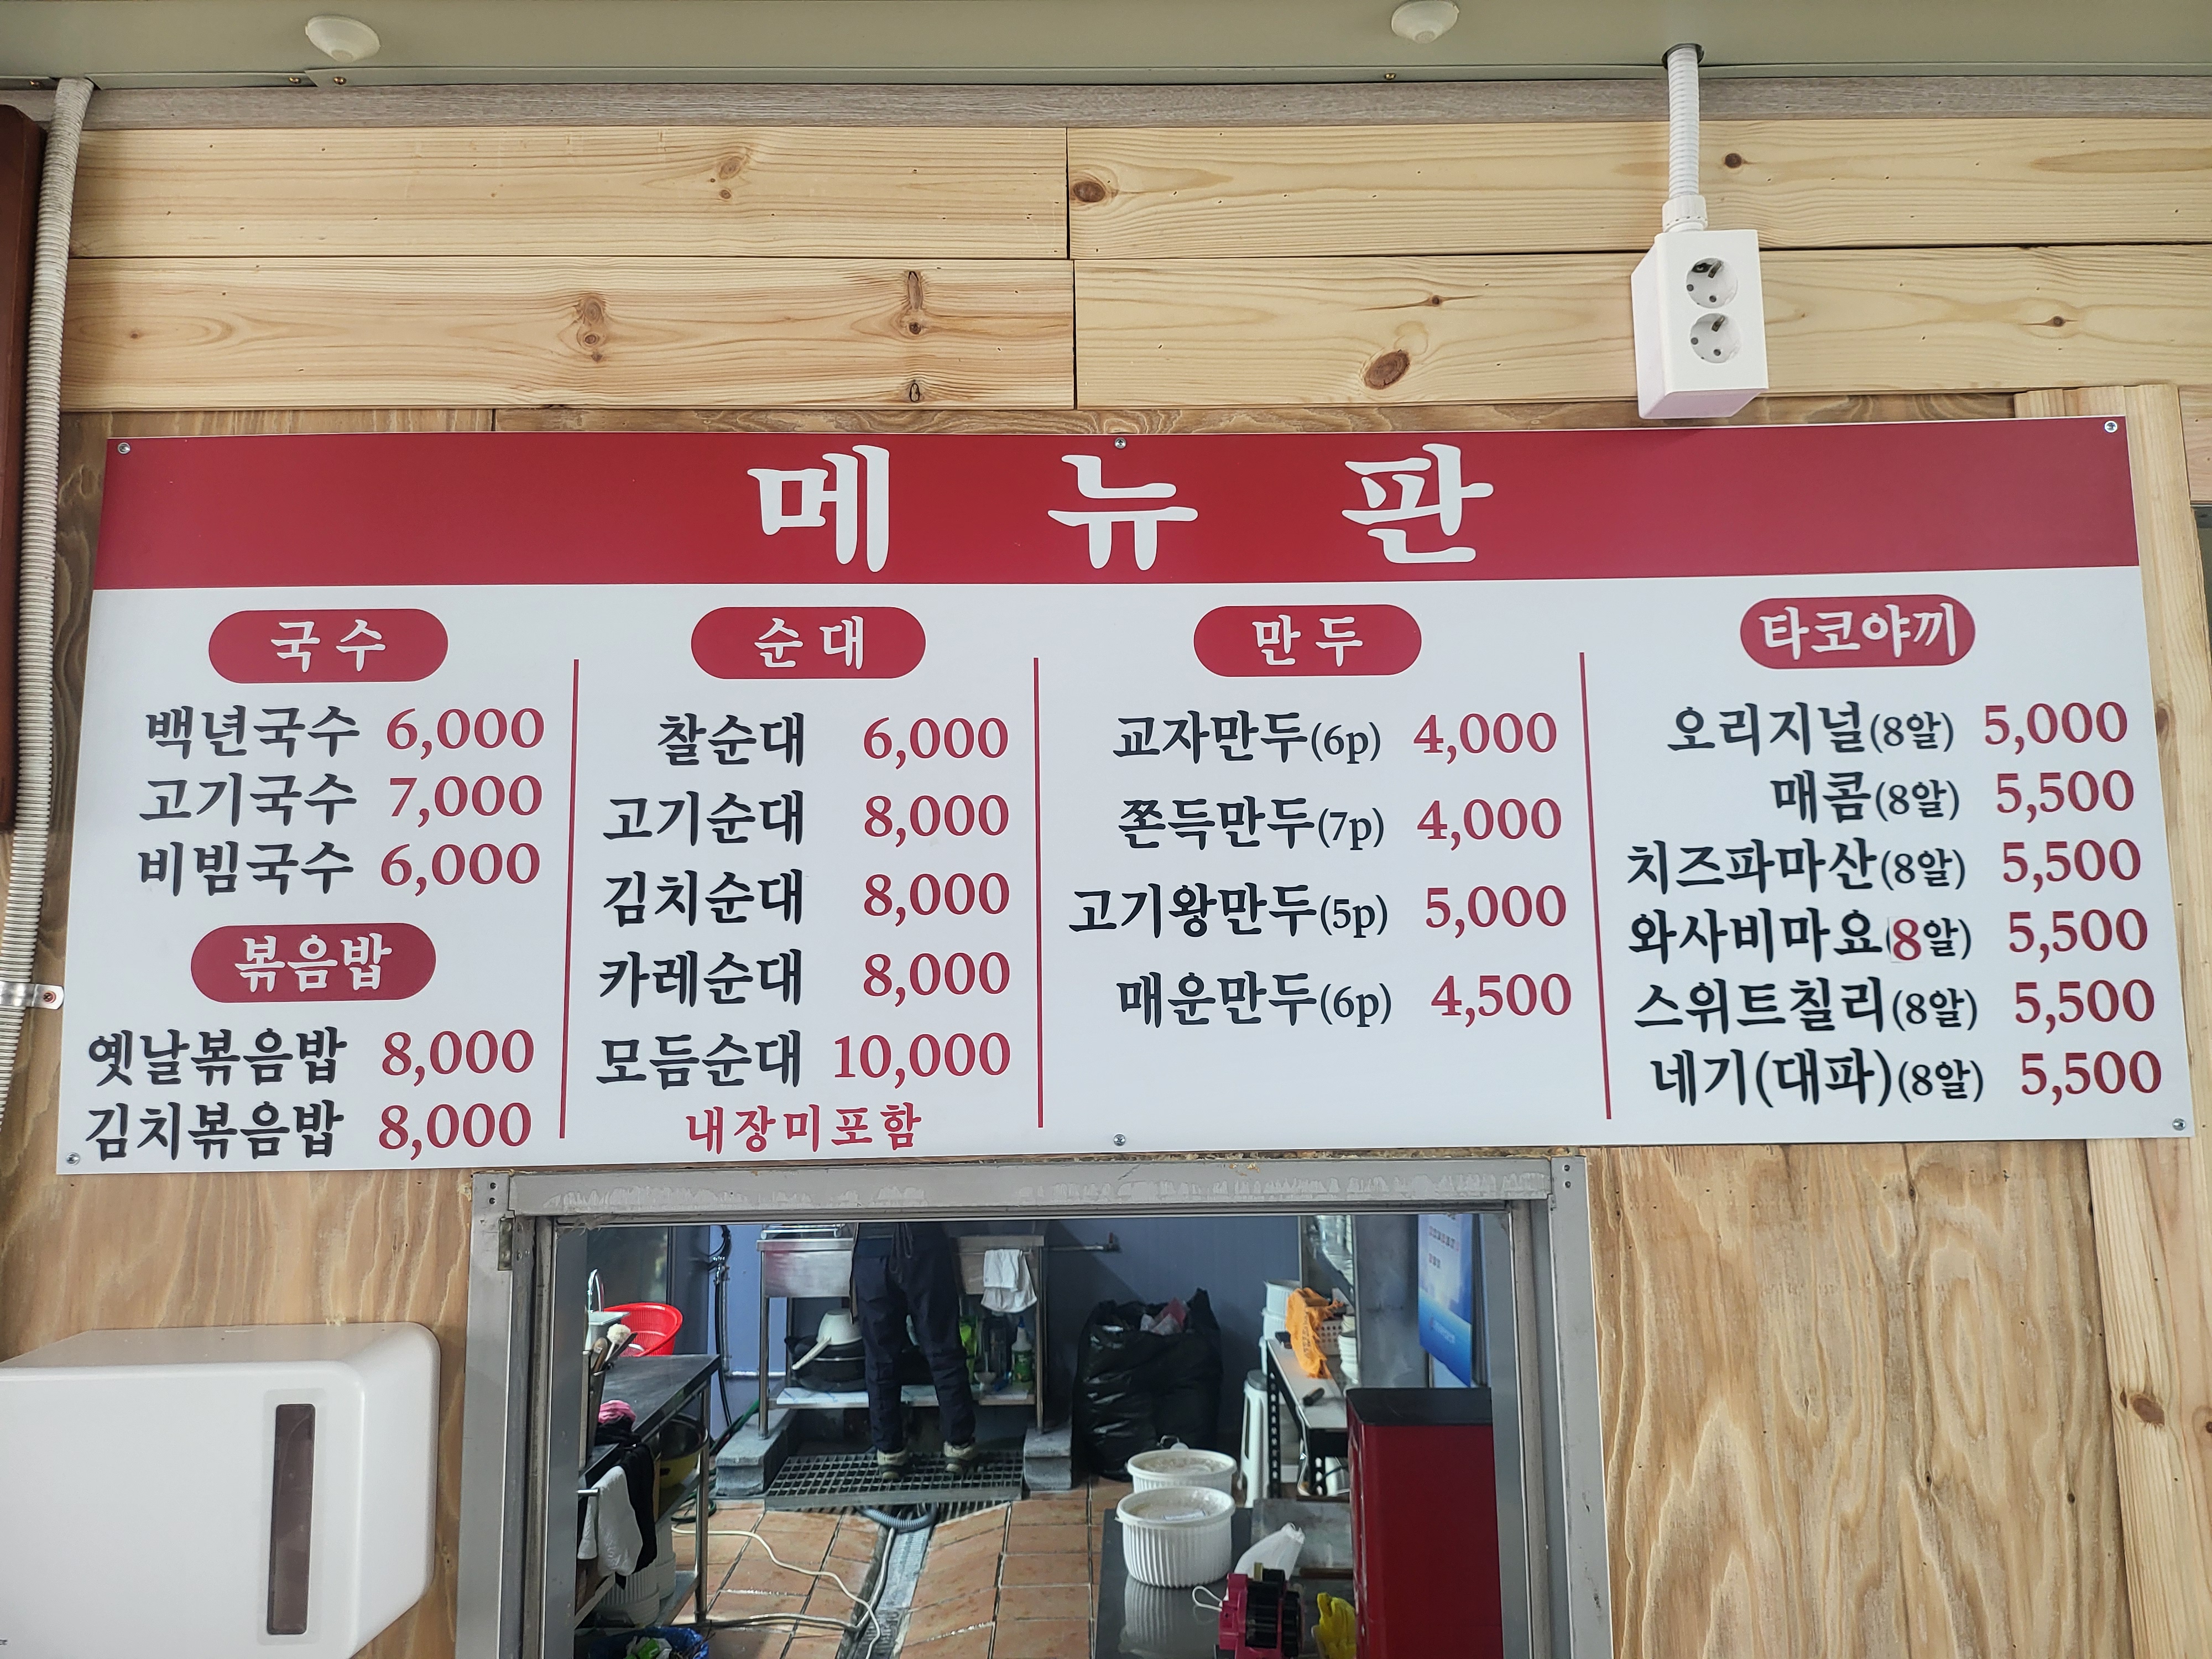 메뉴판
국수
백년국수 6,000
고기국수 7,000
비빔국수 6,000
볶음밥
옛날볶음밥 8,000
김치볶음밥 8,000
순대
찰순대 6,000
고기순대 8,000
김치순대 8,000
카레순대 8,000
모듬순대 10,000
내장미포함
만두
교자만두(6p) 4,000
쫀득만두(7p) 4,000
고기왕만두(5p) 5,000
매운만두(6p) 4,500
타코야끼
오리지널(8알) 5,000
매콤(8알) 5,500
치즈파마산(8알) 5,500
와사비마요(8알) 5,500
스위트칠리(8알) 5,500
네기(대파)(8알) 5,500